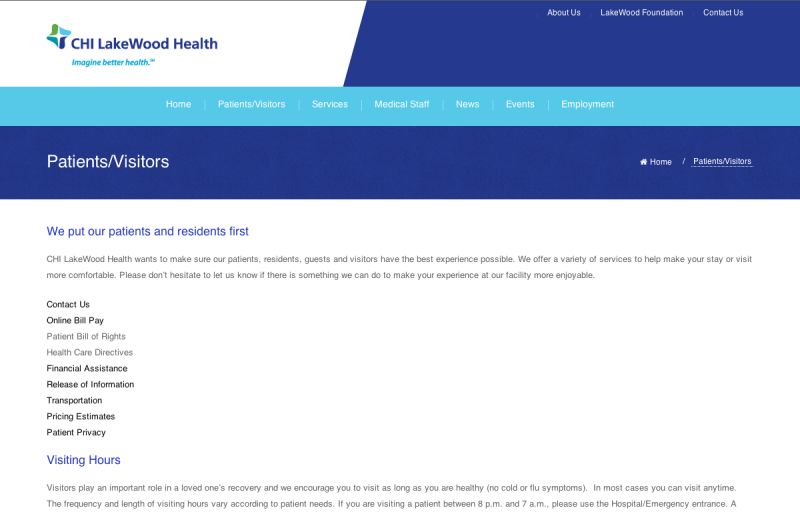 About Us
LakeWood Foundation
Contact Us
CHI LakeWood Health
Imagine better health.℠
Home
Patients/Visitors
Services
Medical Staff
News
Events
Employment
Patients/Visitors
Home / Patients/Visitors
We put our patients and residents first
CHI LakeWood Health wants to make sure our patients, residents, guests and visitors have the best experience possible. We offer a variety of services to help make your stay or visit
more comfortable. Please don't hesitate to let us know if there is something we can do to make your experience at our facility more enjoyable.
Contact Us
Online Bill Pay
Patient Bill of Rights
Health Care Directives
Financial Assistance
Release of Information
Transportation
Pricing Estimates
Patient Privacy
Visiting Hours
Visitors play an important role in a loved one's recovery and we encourage you to visit as long as you are healthy (no cold or flu symptoms).  In most cases you can visit anytime.
The frequency and length of visiting hours vary according to patient needs. If you are visiting a patient between 8 p.m. and 7 a.m., please use the Hospital/Emergency entrance. A